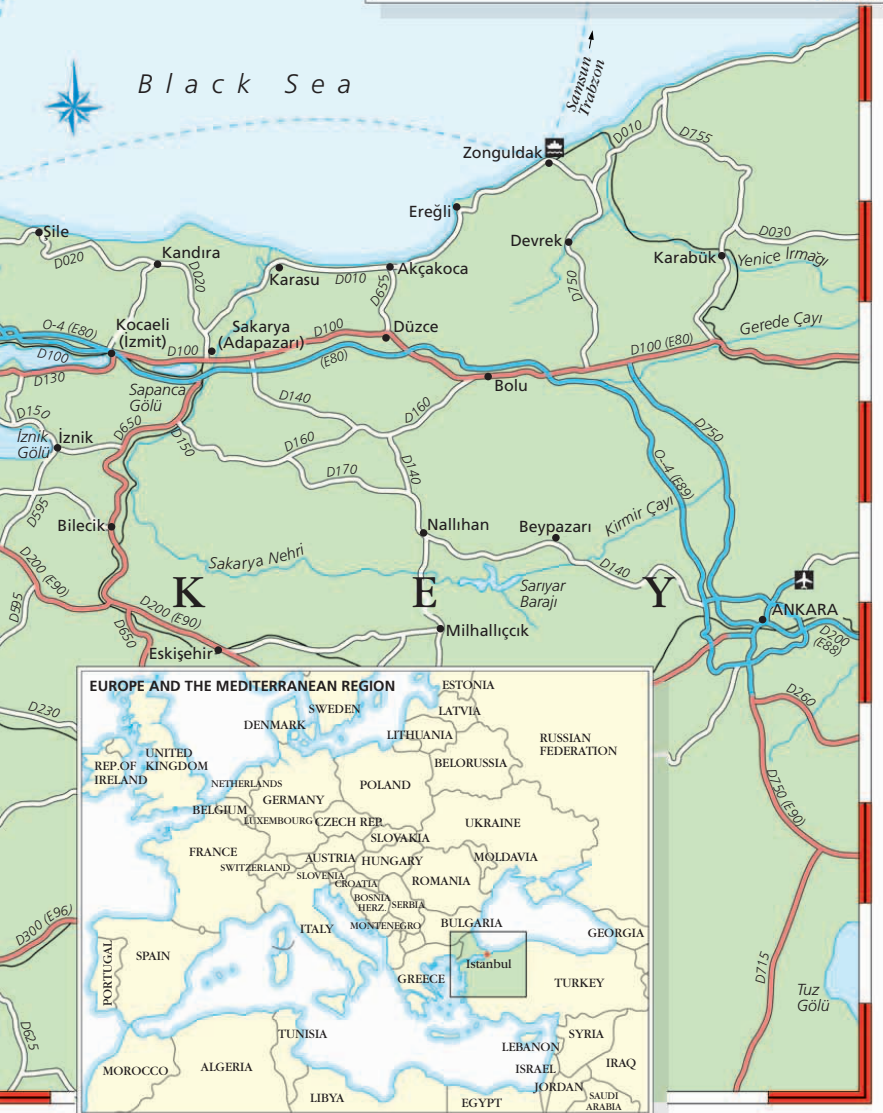 Black Sea
Samsun
Trabzon
Zonguldak
D010
D755
Ereğli
Şile
D020
Kandıra
D020
Karasu
D010
Akçakoca
D655
Devrek
D750
Karabük
D030
Yenice Irmağı
O-4 (E80)
D100
Kocaeli
(İzmit)
D100
Sakarya
(Adapazarı)
D100
Düzce
(E80)
D100 (E80)
Gerede Çayı
D130
Sapanca
Gölü
Bolu
D150
D650
D150
D140
D160
D160
D750
İznik
Gölü
İznik
D170
D140
O–4 (E89)
D595
Bilecik
Nallıhan
Beypazarı
Kirmir Çayı
Sakarya Nehri
D140
D200 (E90)
K E Y
Sarıyar
Barajı
D595
D200 (E90)
D650
Milhallıçcık
ANKARA
D200
(E88)
Eskişehir
D260
D230
D750 (E90)
D300 (E96)
D715
Tuz
Gölü
D625
EUROPE AND THE MEDITERRANEAN REGION
ESTONIA
SWEDEN
LATVIA
DENMARK
LITHUANIA
RUSSIAN
FEDERATION
UNITED
KINGDOM
REP.OF
IRELAND
BELORUSSIA
NETHERLANDS
POLAND
GERMANY
BELGIUM
LUXEMBOURG
CZECH REP.
UKRAINE
SLOVAKIA
FRANCE
AUSTRIA
HUNGARY
MOLDAVIA
SWITZERLAND
SLOVENIA
CROATIA
ROMANIA
BOSNIA
HERZ.
SERBIA
MONTENEGRO
BULGARIA
ITALY
GEORGIA
PORTUGAL
SPAIN
Istanbul
GREECE
TURKEY
TUNISIA
SYRIA
LEBANON
IRAQ
ISRAEL
MOROCCO
ALGERIA
JORDAN
LIBYA
EGYPT
SAUDI
ARABIA